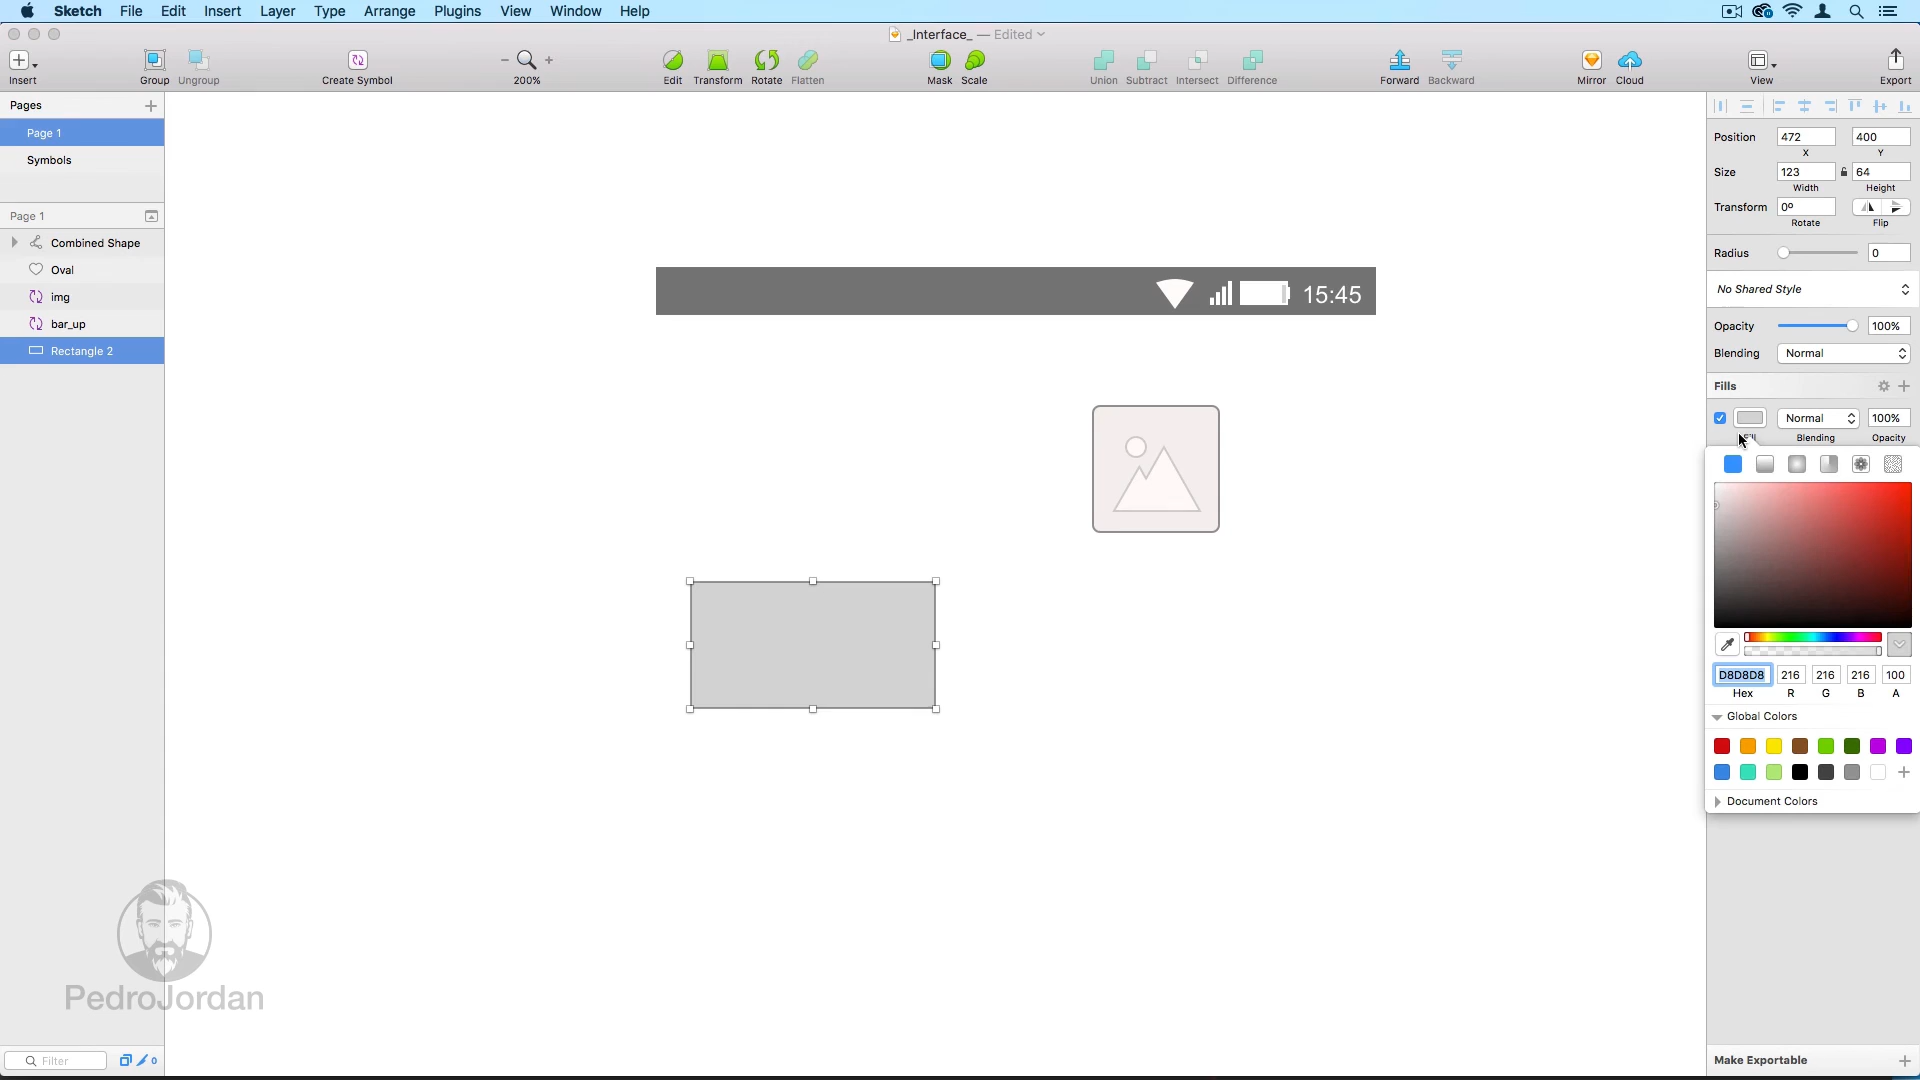 Sketch File Edit Insert Layer Type Arrange Plugins View Window Help
_Interface_ — Edited
Insert Group Ungroup Create Symbol 200% Edit Transform Rotate Flatten Mask Scale Union Subtract Intersect Difference Forward Backward Mirror Cloud View Export
Pages
Page 1
Symbols
Page 1
Combined Shape
Oval
img
bar_up
Rectangle 2
Filter
0
15:45
PedroJordan
Position 472 400
X Y
Size 123 64
Width Height
Transform 0º
Rotate Flip
Radius 0
No Shared Style
Opacity 100%
Blending Normal
Fills
Normal 100%
Blending Opacity
D8D8D8 216 216 216 100
Hex R G B A
Global Colors
Document Colors
Make Exportable